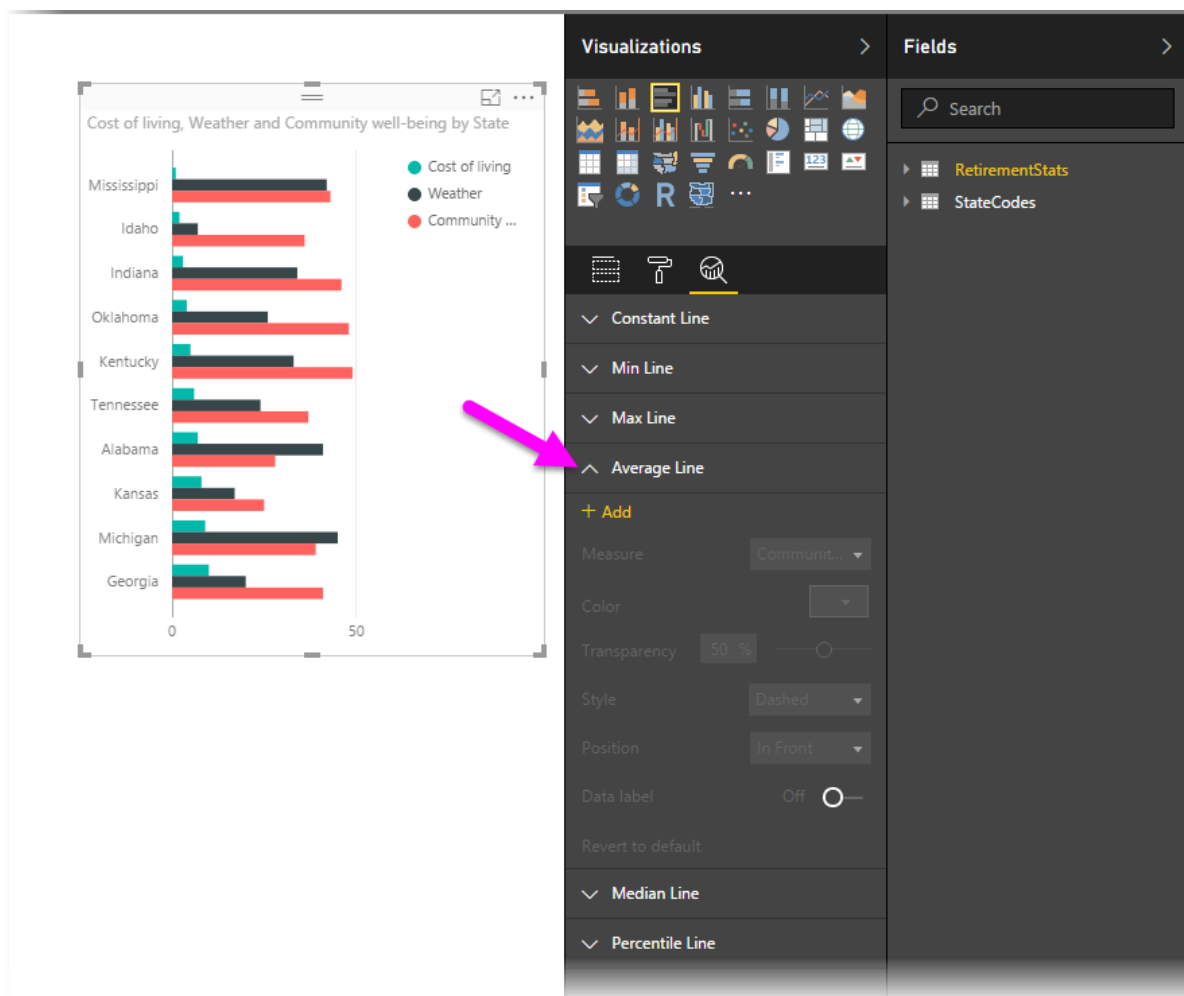 Visualizations
Fields
Search
RetirementStats
StateCodes
123
R
Cost of living, Weather and Community well-being by State
Cost of living
Weather
Community ...
Mississippi
Idaho
Indiana
Oklahoma
Kentucky
Tennessee
Alabama
Kansas
Michigan
Georgia
0 50
Constant Line
Min Line
Max Line
Average Line
+ Add
Measure Communit...
Color
Transparency 50 %
Style Dashed
Position In Front
Data label Off
Revert to default
Median Line
Percentile Line